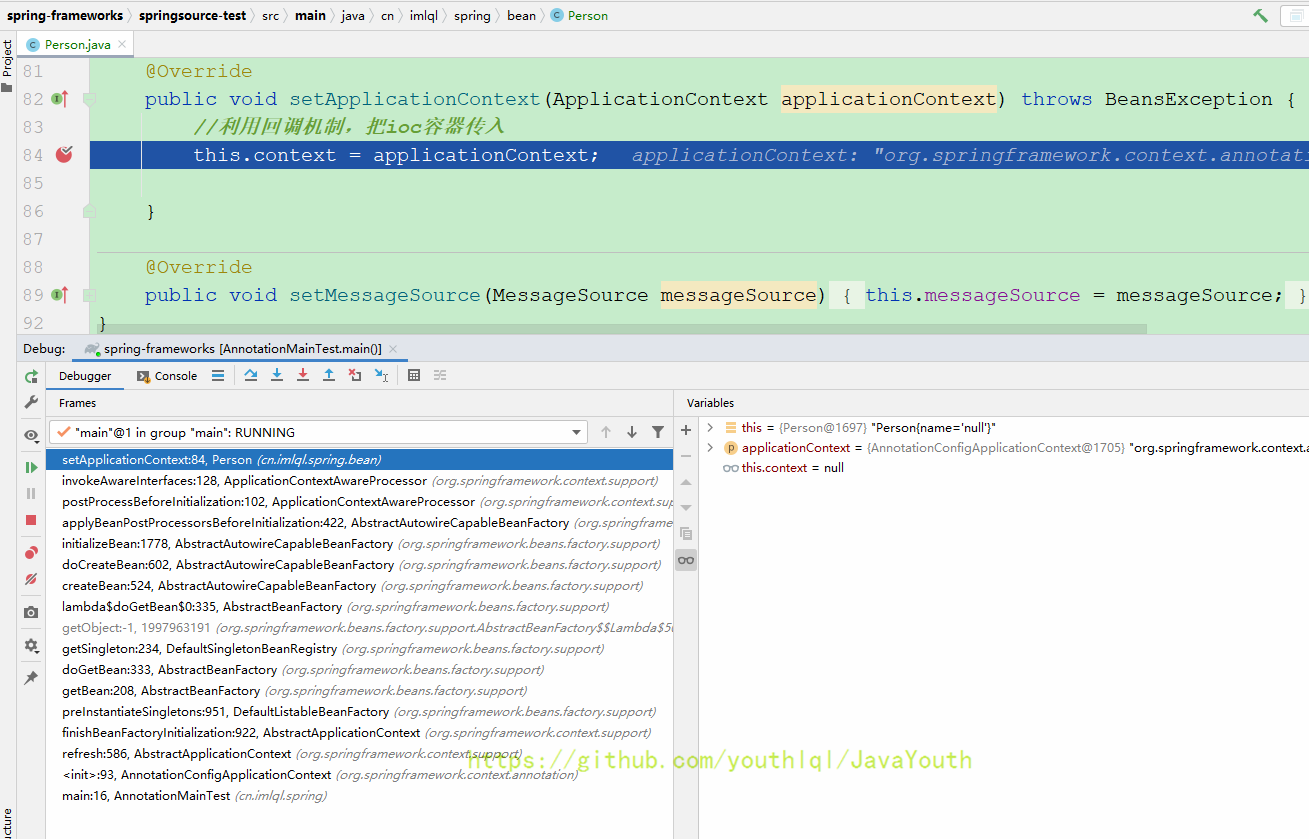 spring-frameworks springsource-test src main java cn imlql spring bean Person
Project
Person.java
81 @Override
82 public void setApplicationContext(ApplicationContext applicationContext) throws BeansException {
83 //利用回调机制，把ioc容器传入
84 this.context = applicationContext; applicationContext: "org.springframework.context.annotati
85
86 }
87
88 @Override
89 public void setMessageSource(MessageSource messageSource) { this.messageSource = messageSource; }
92 }
Debug: spring-frameworks [AnnotationMainTest.main()]
Debugger Console
Frames
Variables
"main"@1 in group "main": RUNNING
this = {Person@1697} "Person{name='null'}"
applicationContext = {AnnotationConfigApplicationContext@1705} "org.springframework.context.a
this.context = null
setApplicationContext:84, Person (cn.imlql.spring.bean)
invokeAwareInterfaces:128, ApplicationContextAwareProcessor (org.springframework.context.support)
postProcessBeforeInitialization:102, ApplicationContextAwareProcessor (org.springframework.context.sup
applyBeanPostProcessorsBeforeInitialization:422, AbstractAutowireCapableBeanFactory (org.springframe
initializeBean:1778, AbstractAutowireCapableBeanFactory (org.springframework.beans.factory.support)
doCreateBean:602, AbstractAutowireCapableBeanFactory (org.springframework.beans.factory.support)
createBean:524, AbstractAutowireCapableBeanFactory (org.springframework.beans.factory.support)
lambda$doGetBean$0:335, AbstractBeanFactory (org.springframework.beans.factory.support)
getObject:-1, 1997963191 (org.springframework.beans.factory.support.AbstractBeanFactory$$Lambda$50
getSingleton:234, DefaultSingletonBeanRegistry (org.springframework.beans.factory.support)
doGetBean:333, AbstractBeanFactory (org.springframework.beans.factory.support)
getBean:208, AbstractBeanFactory (org.springframework.beans.factory.support)
preInstantiateSingletons:951, DefaultListableBeanFactory (org.springframework.beans.factory.support)
finishBeanFactoryInitialization:922, AbstractApplicationContext (org.springframework.context.support)
refresh:586, AbstractApplicationContext (org.springframework.context.support)
https://github.com/youthlql/JavaYouth
<init>:93, AnnotationConfigApplicationContext (org.springframework.context.annotation)
main:16, AnnotationMainTest (cn.imlql.spring)
ucture